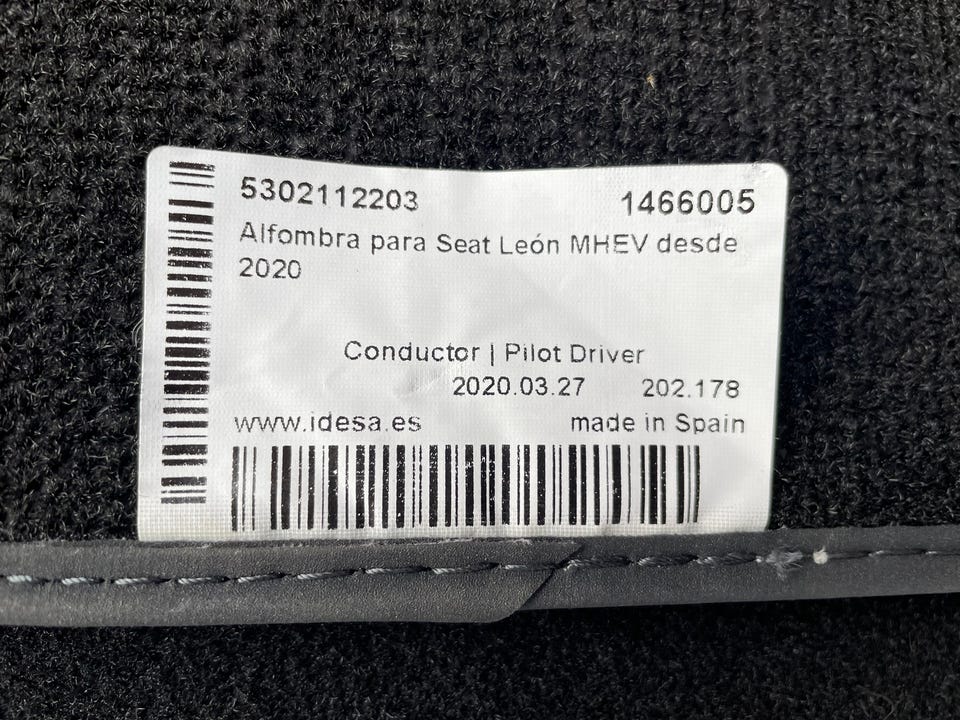 5302112203 1466005
Alfombra para Seat León MHEV desde
2020
Conductor | Pilot Driver
2020.03.27 202.178
www.idesa.es made in Spain